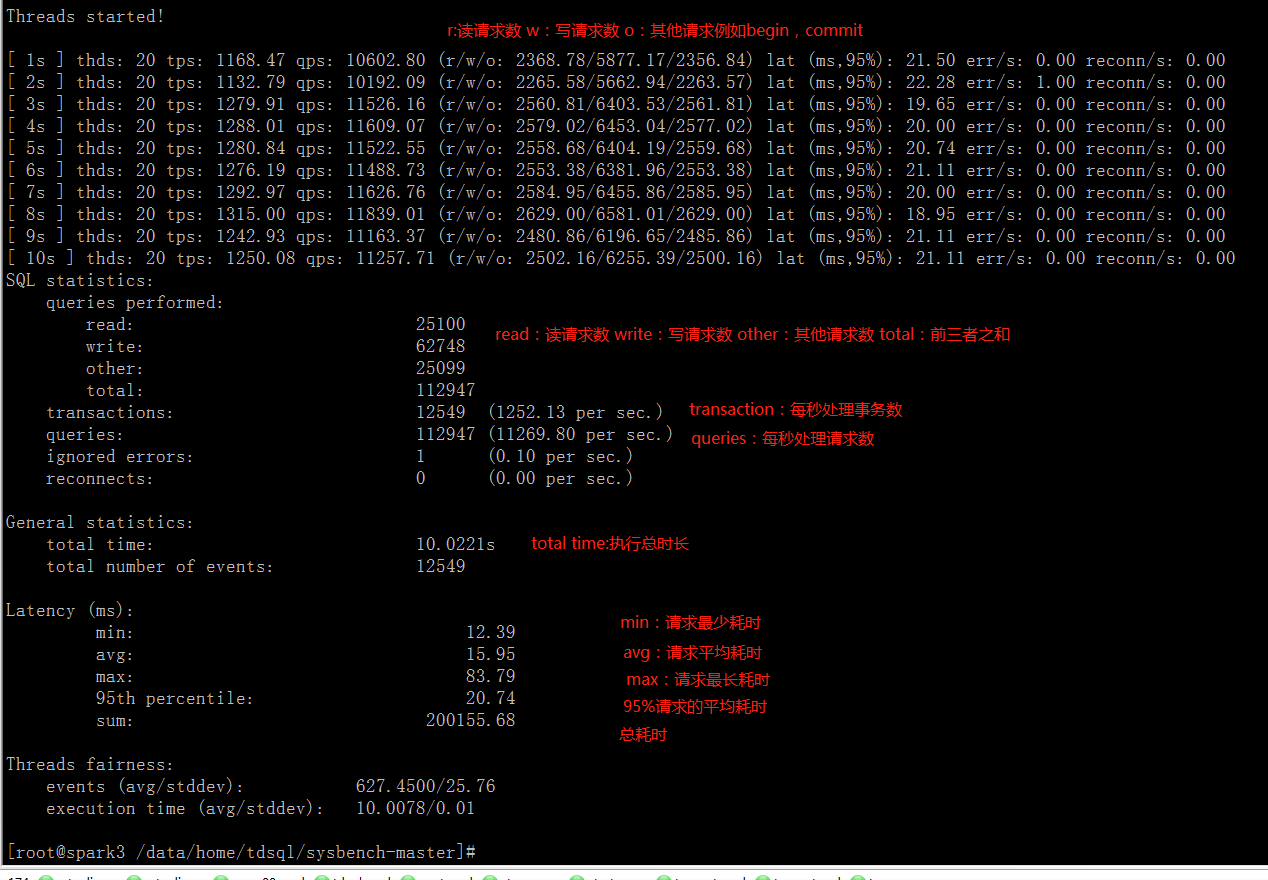 Threads started!
r:读请求数 w：写请求数 o：其他请求例如begin，commit
[ 1s ] thds: 20 tps: 1168.47 qps: 10602.80 (r/w/o: 2368.78/5877.17/2356.84) lat (ms,95%): 21.50 err/s: 0.00 reconn/s: 0.00
[ 2s ] thds: 20 tps: 1132.79 qps: 10192.09 (r/w/o: 2265.58/5662.94/2263.57) lat (ms,95%): 22.28 err/s: 1.00 reconn/s: 0.00
[ 3s ] thds: 20 tps: 1279.91 qps: 11526.16 (r/w/o: 2560.81/6403.53/2561.81) lat (ms,95%): 19.65 err/s: 0.00 reconn/s: 0.00
[ 4s ] thds: 20 tps: 1288.01 qps: 11609.07 (r/w/o: 2579.02/6453.04/2577.02) lat (ms,95%): 20.00 err/s: 0.00 reconn/s: 0.00
[ 5s ] thds: 20 tps: 1280.84 qps: 11522.55 (r/w/o: 2558.68/6404.19/2559.68) lat (ms,95%): 20.74 err/s: 0.00 reconn/s: 0.00
[ 6s ] thds: 20 tps: 1276.19 qps: 11488.73 (r/w/o: 2553.38/6381.96/2553.38) lat (ms,95%): 21.11 err/s: 0.00 reconn/s: 0.00
[ 7s ] thds: 20 tps: 1292.97 qps: 11626.76 (r/w/o: 2584.95/6455.86/2585.95) lat (ms,95%): 20.00 err/s: 0.00 reconn/s: 0.00
[ 8s ] thds: 20 tps: 1315.00 qps: 11839.01 (r/w/o: 2629.00/6581.01/2629.00) lat (ms,95%): 18.95 err/s: 0.00 reconn/s: 0.00
[ 9s ] thds: 20 tps: 1242.93 qps: 11163.37 (r/w/o: 2480.86/6196.65/2485.86) lat (ms,95%): 21.11 err/s: 0.00 reconn/s: 0.00
[ 10s ] thds: 20 tps: 1250.08 qps: 11257.71 (r/w/o: 2502.16/6255.39/2500.16) lat (ms,95%): 21.11 err/s: 0.00 reconn/s: 0.00
SQL statistics:
queries performed:
read: 25100
read：读请求数 write：写请求数 other：其他请求数 total：前三者之和
write: 62748
other: 25099
total: 112947
transactions: 12549 (1252.13 per sec.) transaction：每秒处理事务数
queries: 112947 (11269.80 per sec.) queries：每秒处理请求数
ignored errors: 1 (0.10 per sec.)
reconnects: 0 (0.00 per sec.)
General statistics:
total time: 10.0221s total time:执行总时长
total number of events: 12549
Latency (ms):
min: 12.39 min：请求最少耗时
avg: 15.95 avg：请求平均耗时
max: 83.79 max：请求最长耗时
95th percentile: 20.74 95%请求的平均耗时
sum: 200155.68 总耗时
Threads fairness:
events (avg/stddev): 627.4500/25.76
execution time (avg/stddev): 10.0078/0.01
[root@spark3 /data/home/tdsql/sysbench-master]#